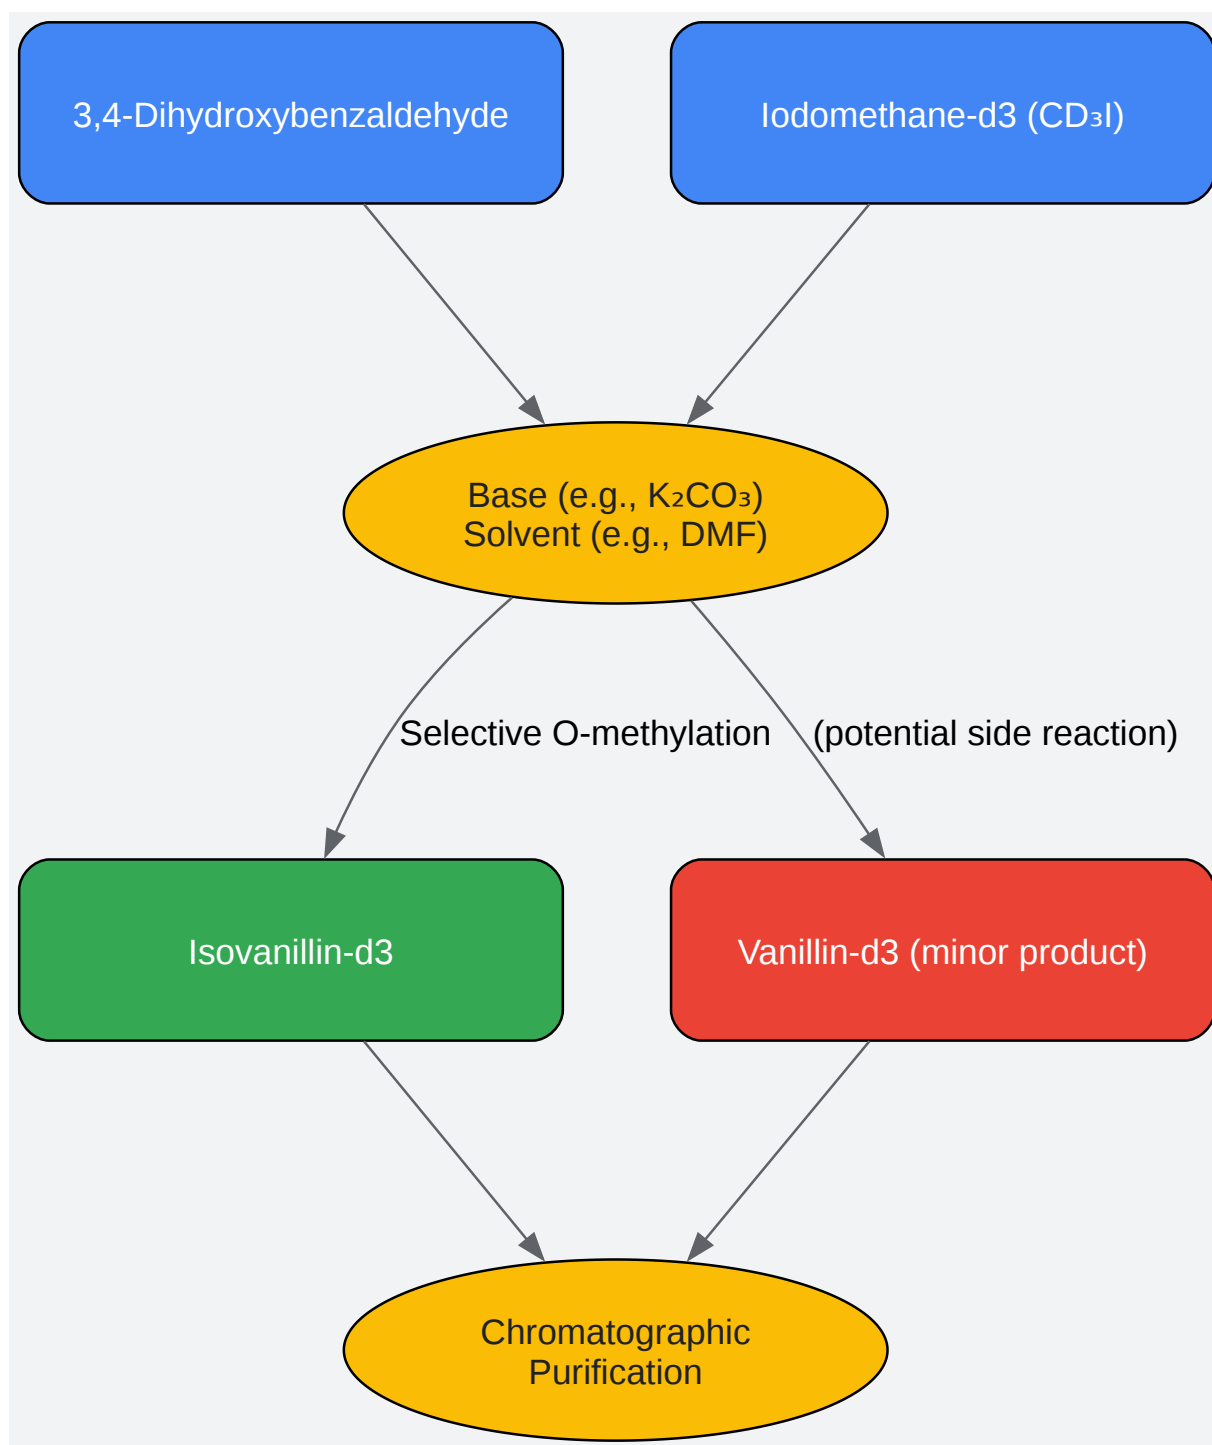 3,4-Dihydroxybenzaldehyde
Iodomethane-d3 (CD₃I)
Base (e.g., K₂CO₃)
Solvent (e.g., DMF)
Selective O-methylation
(potential side reaction)
Isovanillin-d3
Vanillin-d3 (minor product)
Chromatographic
Purification